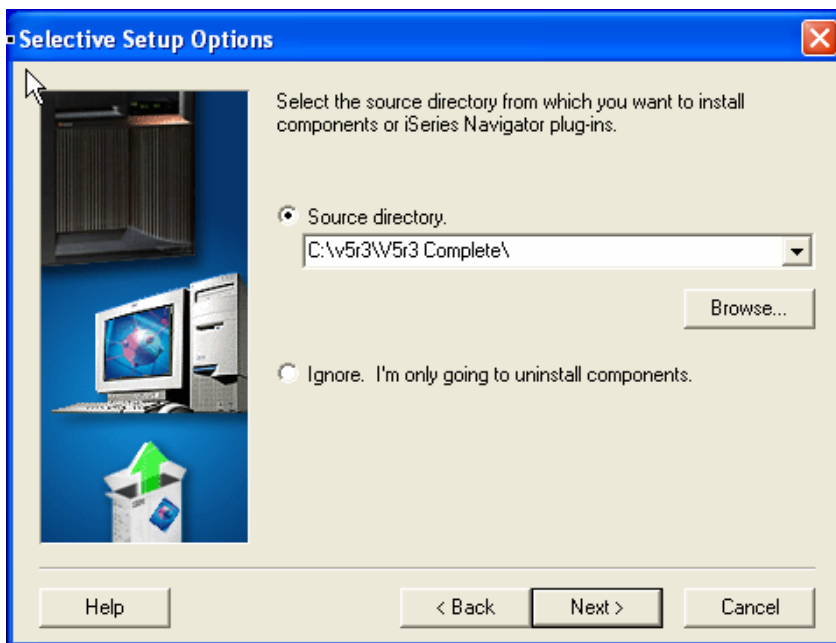 Selective Setup Options
Select the source directory from which you want to install
components or iSeries Navigator plug-ins.
Source directory.
C:\v5r3\V5r3 Complete\
Browse...
Ignore.  I'm only going to uninstall components.
Help
< Back
Next >
Cancel